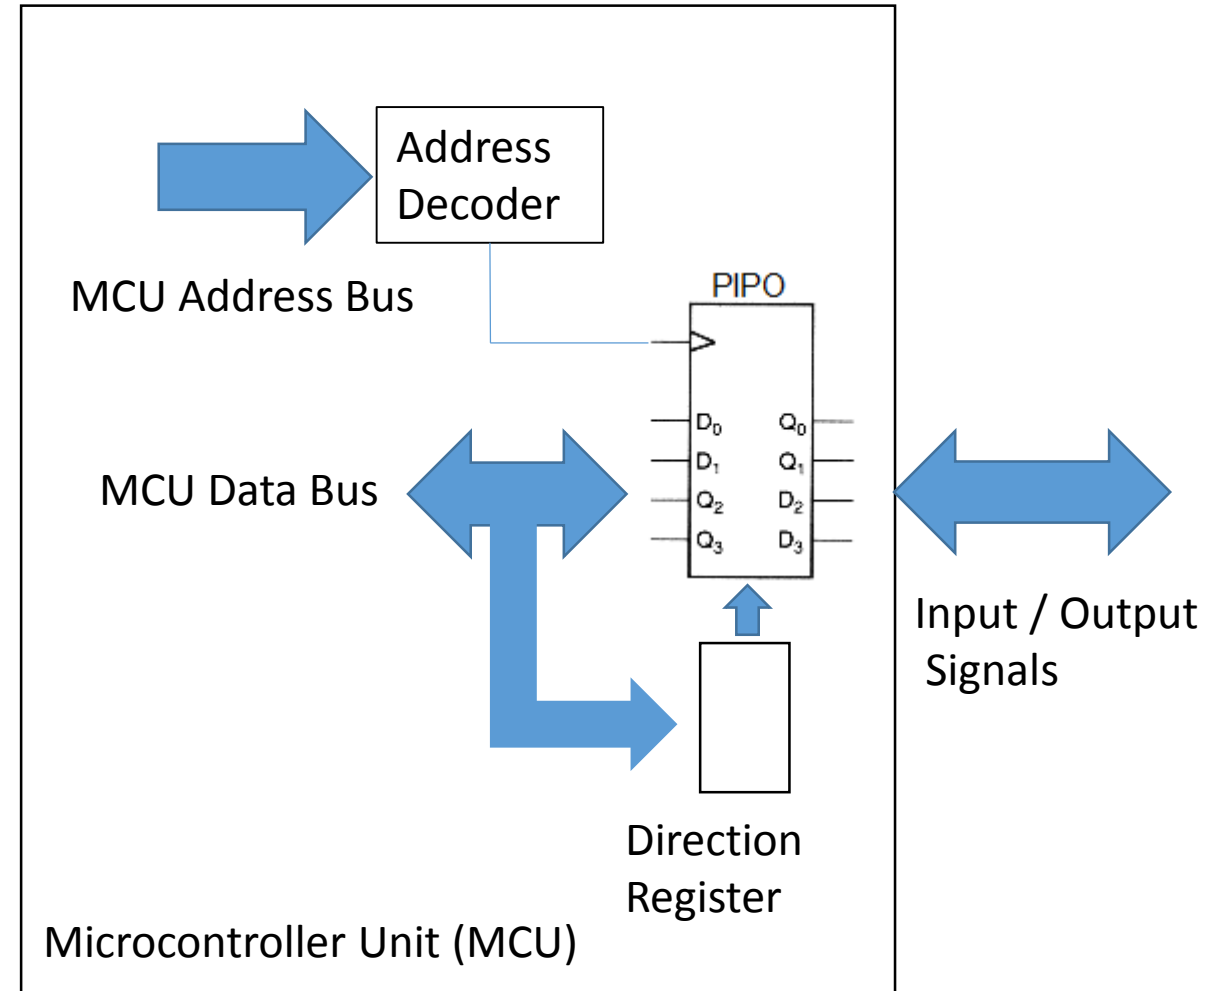 Address
Decoder
MCU Address Bus
PIPO
D₀ Q₀
D₁ Q₁
MCU Data Bus
Q₂ D₂
Q₃ D₃
Input / Output
Signals
Direction
Register
Microcontroller Unit (MCU)